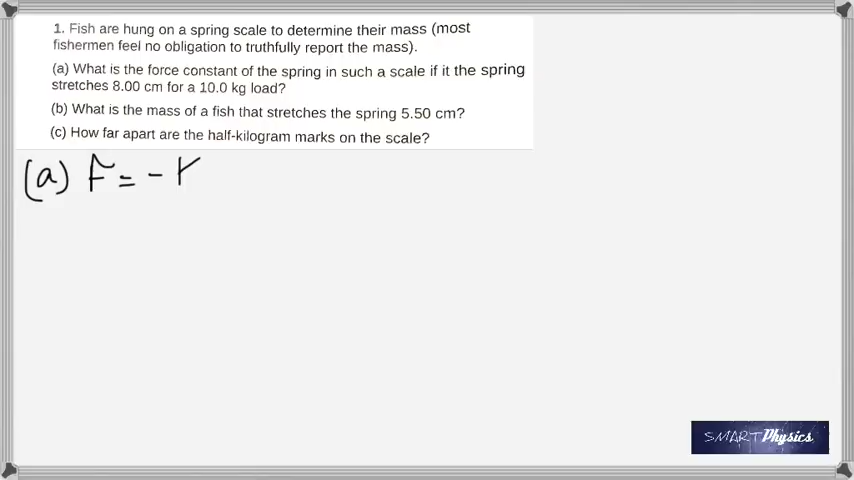 1. Fish are hung on a spring scale to determine their mass (most
fishermen feel no obligation to truthfully report the mass).
(a) What is the force constant of the spring in such a scale if it the spring
stretches 8.00 cm for a 10.0 kg load?
(b) What is the mass of a fish that stretches the spring 5.50 cm?
(c) How far apart are the half-kilogram marks on the scale?
(a) F = - k
SMARTPhysics